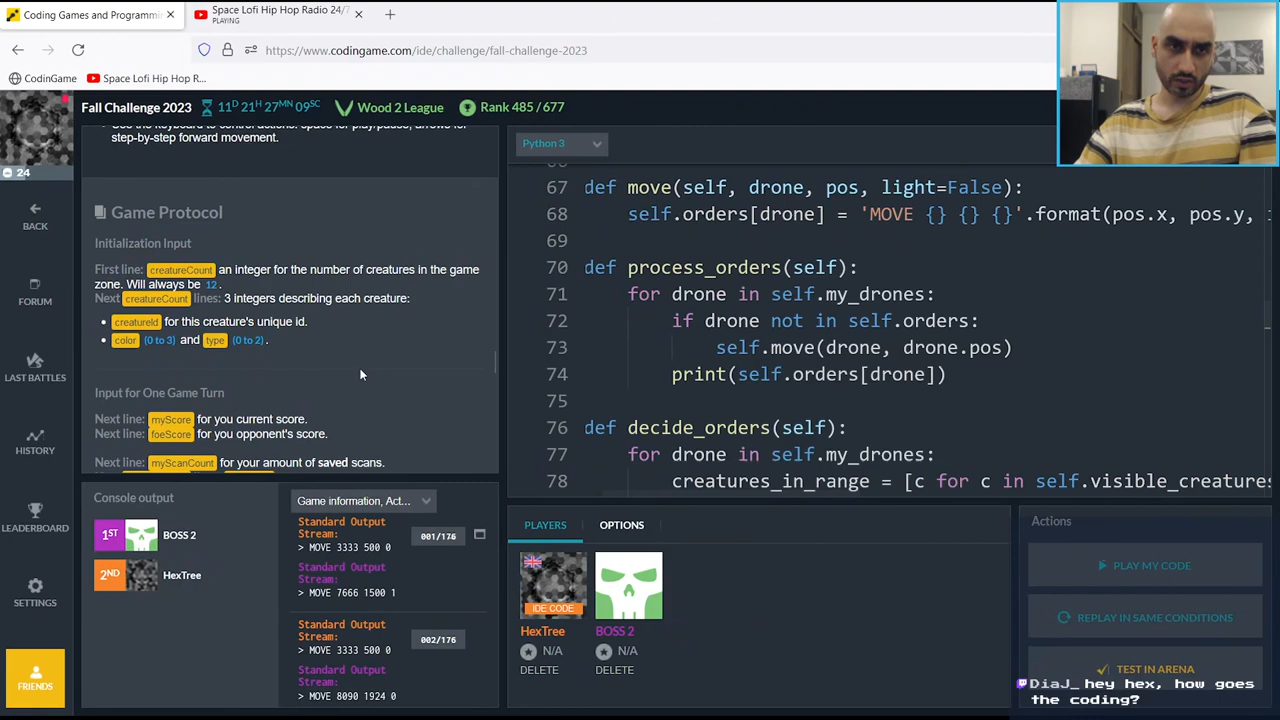 Coding Games and Programmin
Space Lofi Hip Hop Radio 24/7
PLAYING
https://www.codingame.com/ide/challenge/fall-challenge-2023
CodinGame
Space Lofi Hip Hop R...
Fall Challenge 2023
11D 21H 27MN 09SC
Wood 2 League
Rank 485 / 677
24
BACK
FORUM
LAST BATTLES
HISTORY
LEADERBOARD
SETTINGS
FRIENDS
Use the keyboard to control actions: space for play/pause, arrows for
step-by-step forward movement.
Game Protocol
Initialization Input
First line: creatureCount an integer for the number of creatures in the game
zone. Will always be 12.
Next creatureCount lines: 3 integers describing each creature:
creatureId for this creature's unique id.
color (0 to 3) and type (0 to 2).
Input for One Game Turn
Next line: myScore for you current score.
Next line: foeScore for you opponent's score.
Next line: myScanCount for your amount of saved scans.
Python 3
67 def move(self, drone, pos, light=False):
68 self.orders[drone] = 'MOVE {} {} {}'.format(pos.x, pos.y,
69
70 def process_orders(self):
71 for drone in self.my_drones:
72 if drone not in self.orders:
73 self.move(drone, drone.pos)
74 print(self.orders[drone])
75
76 def decide_orders(self):
77 for drone in self.my_drones:
78 creatures_in_range = [c for c in self.visible_creatures
Console output
1ST BOSS 2
2ND HexTree
Game information, Act...
Standard Output
Stream:
> MOVE 3333 500 0
001/176
Standard Output
Stream:
> MOVE 7666 1500 1
Standard Output
Stream:
> MOVE 3333 500 0
002/176
Standard Output
Stream:
> MOVE 8090 1924 0
PLAYERS
OPTIONS
IDE CODE
HexTree
N/A
DELETE
BOSS 2
N/A
DELETE
Actions
PLAY MY CODE
REPLAY IN SAME CONDITIONS
TEST IN ARENA
DiaJ_ hey hex, how goes
the coding?